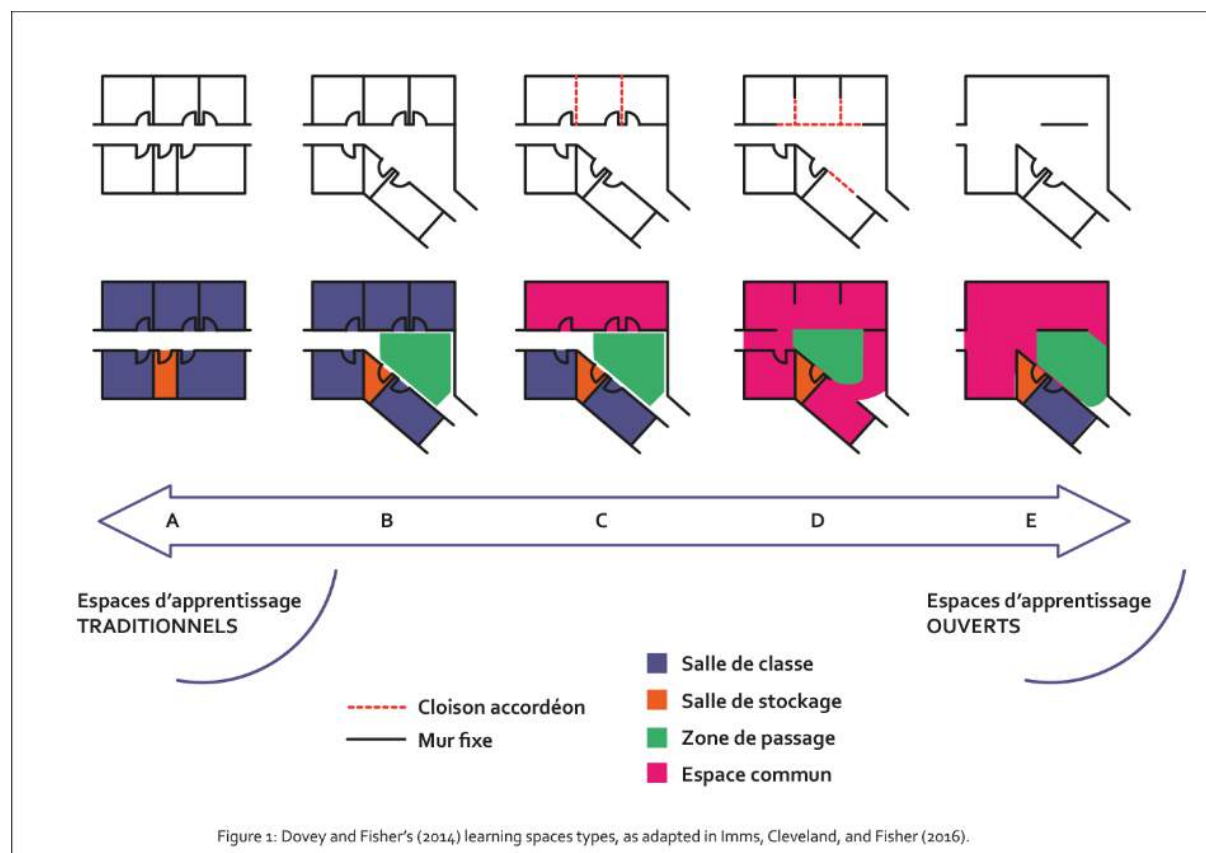 A
B
C
D
E
Espaces d'apprentissage
TRADITIONNELS
Espaces d'apprentissage
OUVERTS
Cloison accordéon
Mur fixe
Salle de classe
Salle de stockage
Zone de passage
Espace commun
Figure 1: Dovey and Fisher's (2014) learning spaces types, as adapted in Imms, Cleveland, and Fisher (2016).